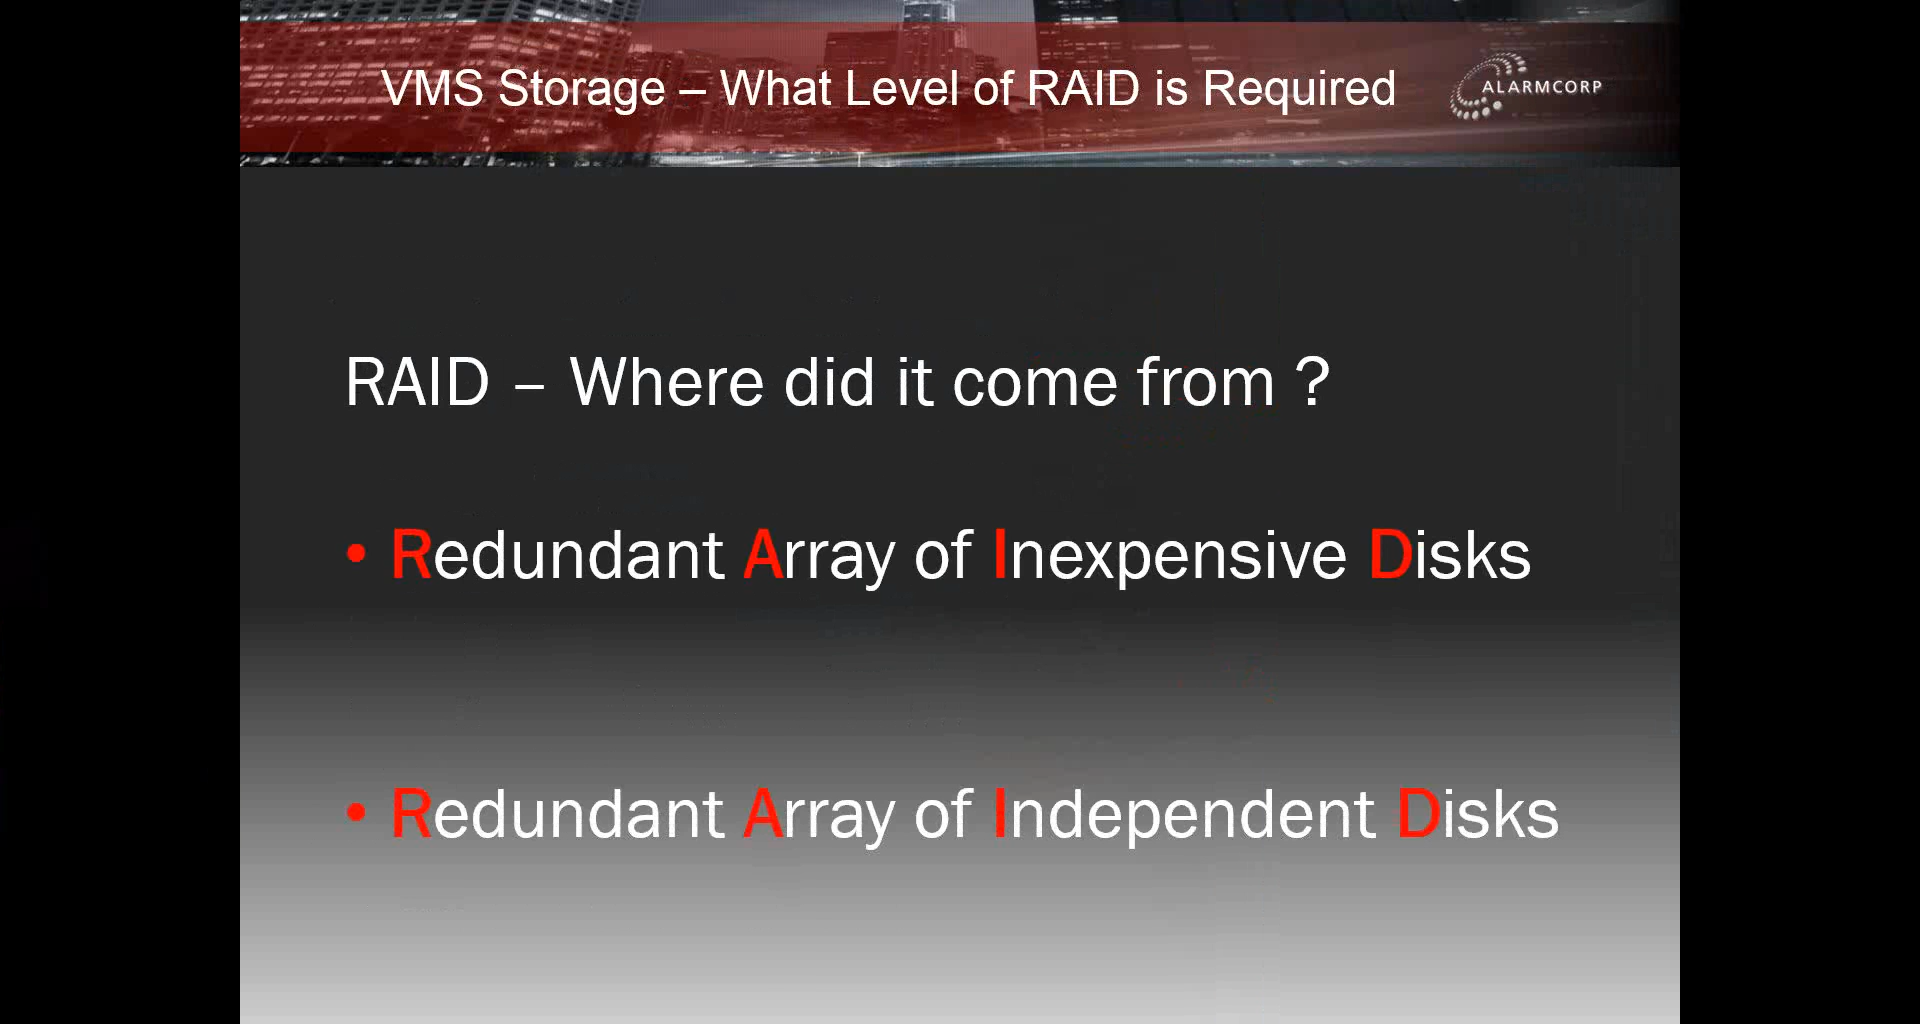 VMS Storage – What Level of RAID is Required
ALARMCORP
RAID – Where did it come from ?
• Redundant Array of Inexpensive Disks
• Redundant Array of Independent Disks